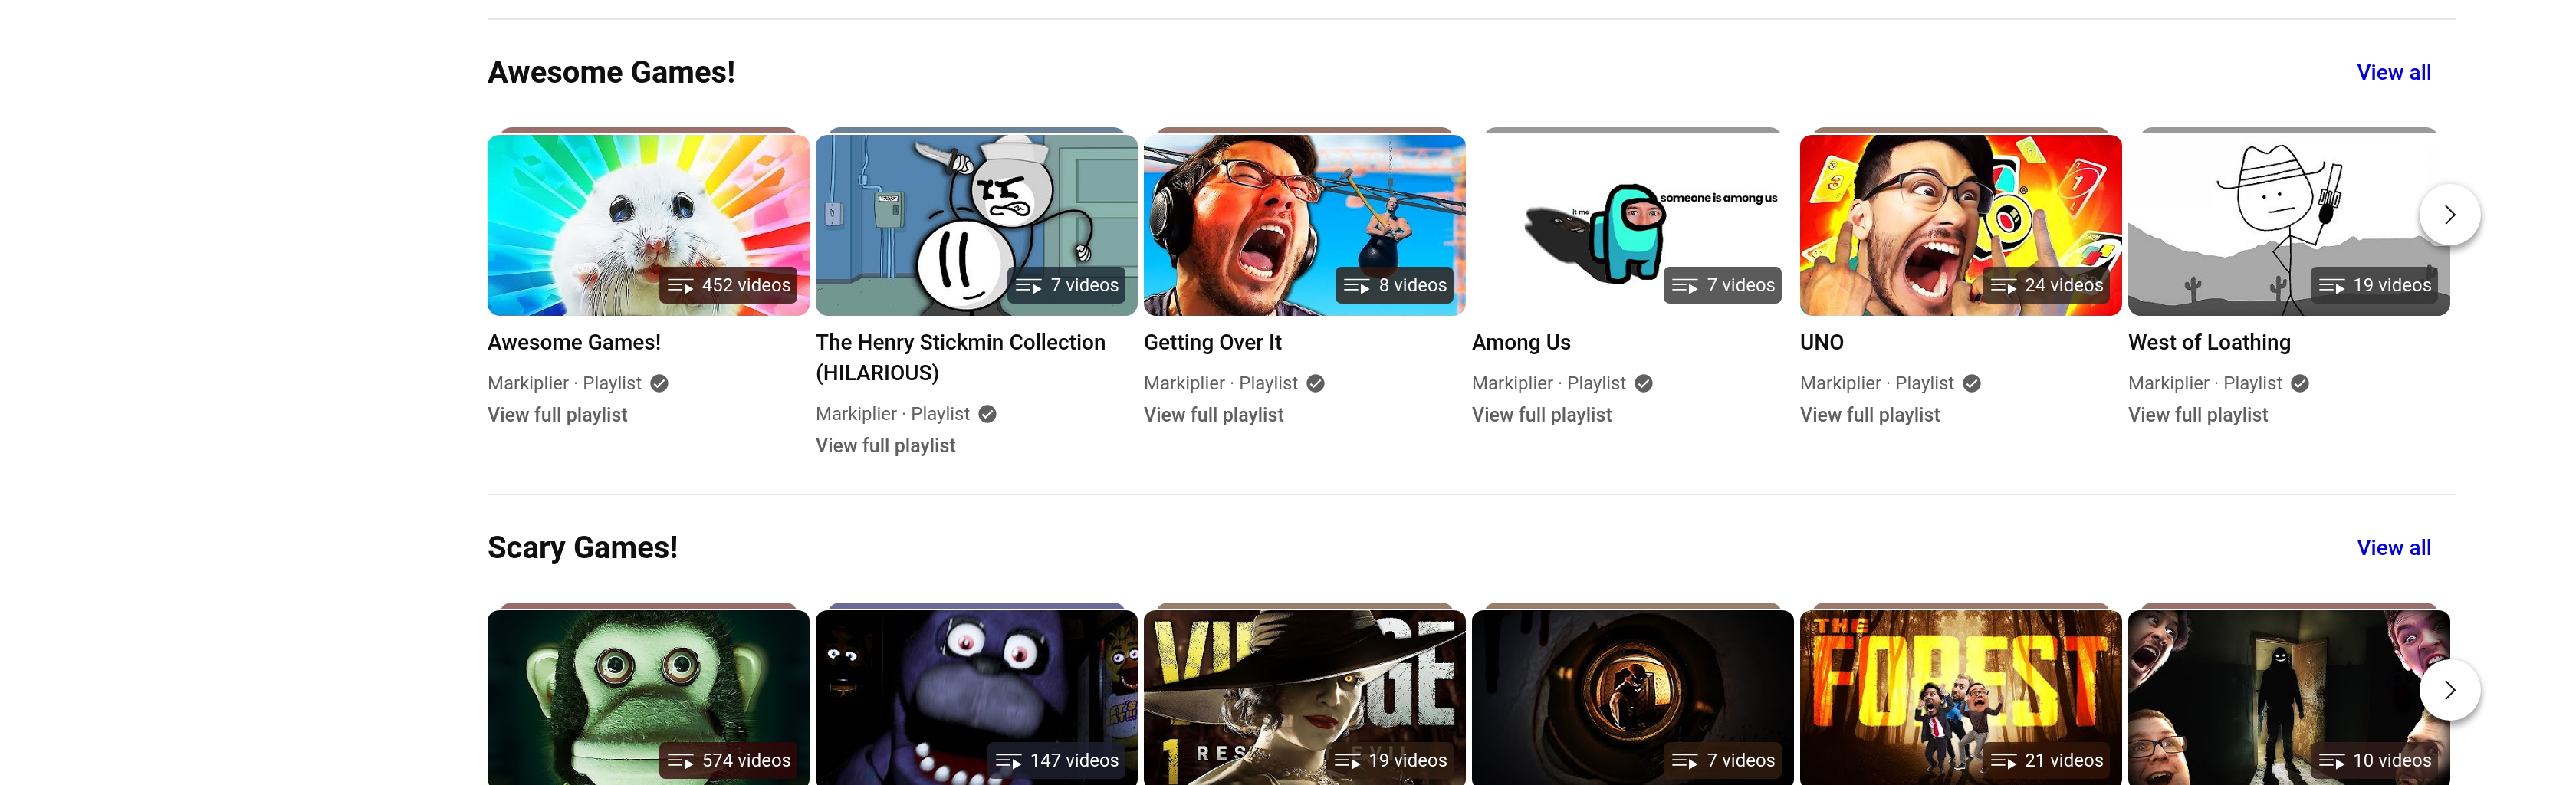 Awesome Games!
View all
452 videos
7 videos
8 videos
it me
someone is among us
7 videos
24 videos
19 videos
Awesome Games!
Markiplier · Playlist
View full playlist
The Henry Stickmin Collection
(HILARIOUS)
Markiplier · Playlist
View full playlist
Getting Over It
Markiplier · Playlist
View full playlist
Among Us
Markiplier · Playlist
View full playlist
UNO
Markiplier · Playlist
View full playlist
West of Loathing
Markiplier · Playlist
View full playlist
Scary Games!
View all
574 videos
147 videos
1
19 videos
7 videos
THE
FOREST
21 videos
10 videos